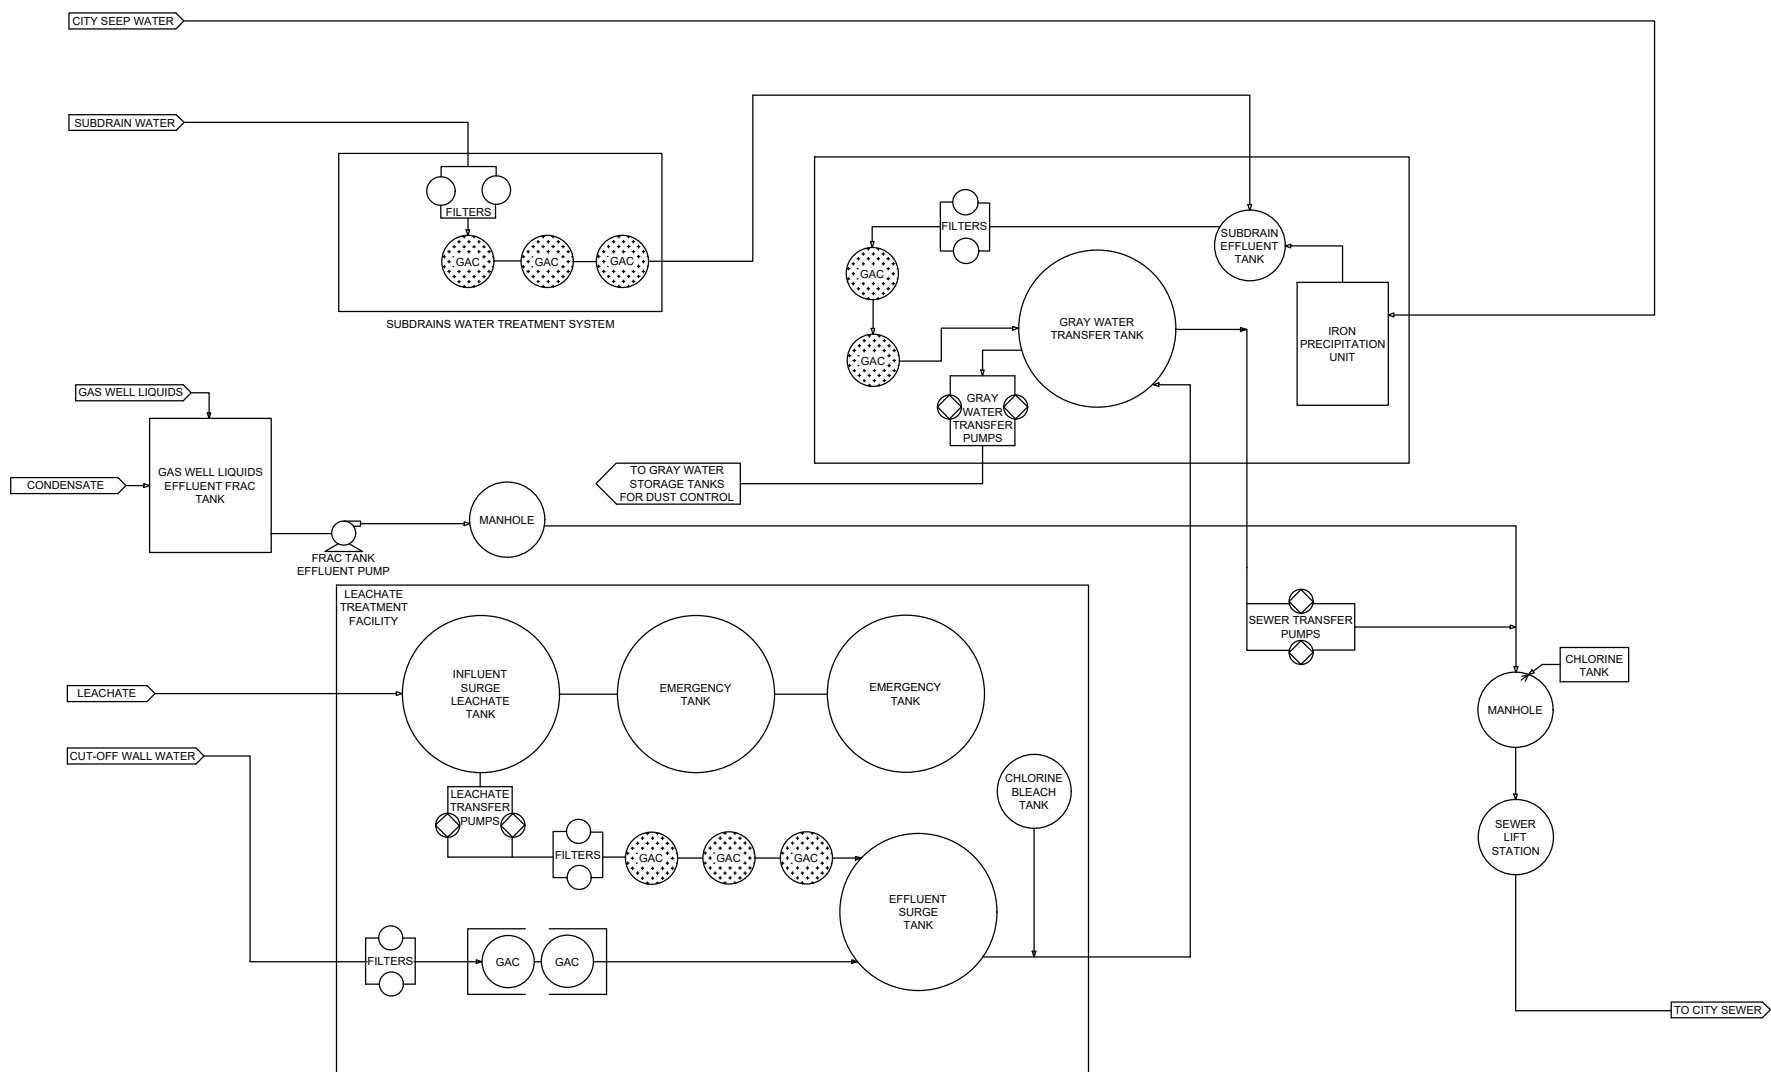 CITY SEEP WATER
SUBDRAIN WATER
FILTERS
GAC
GAC
GAC
SUBDRAINS WATER TREATMENT SYSTEM
FILTERS
SUBDRAIN
EFFLUENT
TANK
GAC
GAC
GRAY WATER
TRANSFER TANK
IRON
PRECIPITATION
UNIT
GRAY
WATER
TRANSFER
PUMPS
TO GRAY WATER
STORAGE TANKS
FOR DUST CONTROL
GAS WELL LIQUIDS
GAS WELL LIQUIDS
EFFLUENT FRAC
TANK
CONDENSATE
FRAC TANK
EFFLUENT PUMP
MANHOLE
LEACHATE
TREATMENT
FACILITY
SEWER TRANSFER
PUMPS
CHLORINE
TANK
MANHOLE
SEWER
LIFT
STATION
TO CITY SEWER
LEACHATE
INFLUENT
SURGE
LEACHATE
TANK
EMERGENCY
TANK
EMERGENCY
TANK
CUT-OFF WALL WATER
LEACHATE
TRANSFER
PUMPS
FILTERS
GAC
GAC
GAC
CHLORINE
BLEACH
TANK
EFFLUENT
SURGE
TANK
FILTERS
GAC
GAC